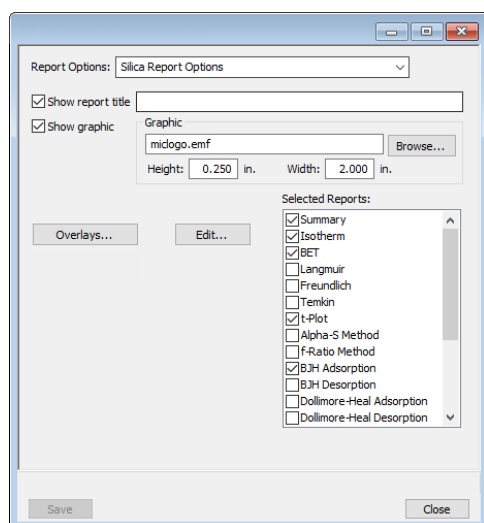 Report Options: Silica Report Options
Show report title
Show graphic
Graphic
miclogo.emf
Browse...
Height: 0.250 in. Width: 2.000 in.
Selected Reports:
Overlays... Edit...
Summary
Isotherm
BET
Langmuir
Freundlich
Temkin
t-Plot
Alpha-S Method
f-Ratio Method
BJH Adsorption
BJH Desorption
Dollimore-Heal Adsorption
Dollimore-Heal Desorption
Save Close